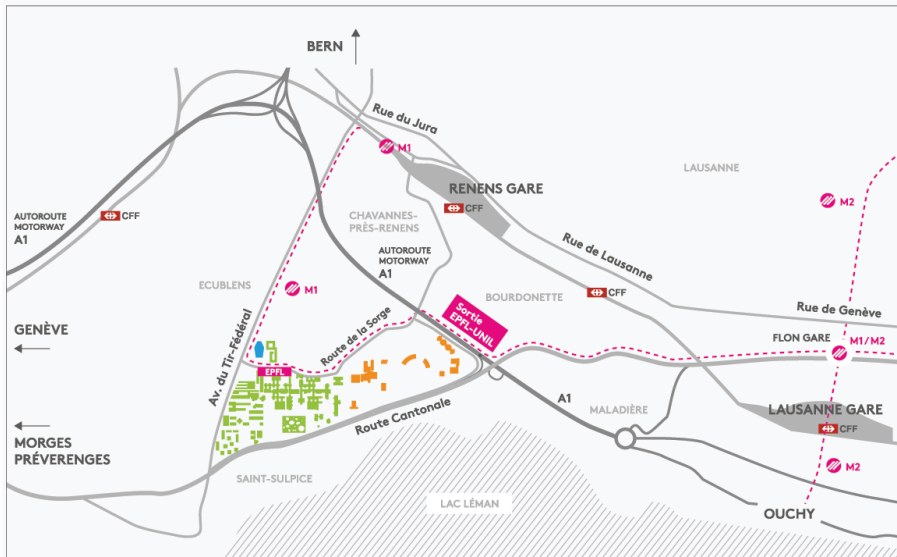 BERN
Rue du Jura
M1
LAUSANNE
RENENS GARE
CFF
M2
AUTOROUTE
MOTORWAY
A1
CFF
CHAVANNES-
PRÈS-RENENS
Rue de Lausanne
AUTOROUTE
MOTORWAY
A1
ECUBLENS
M1
BOURDONETTE
CFF
Sortie
EPFL-UNIL
Rue de Genève
GENÈVE
Av. du Tir-Fédéral
Route de la Sorge
FLON GARE
M1/M2
EPFL
A1
MALADIÈRE
LAUSANNE GARE
CFF
Route Cantonale
MORGES
PRÉVERENGES
M2
SAINT-SULPICE
LAC LÉMAN
OUCHY